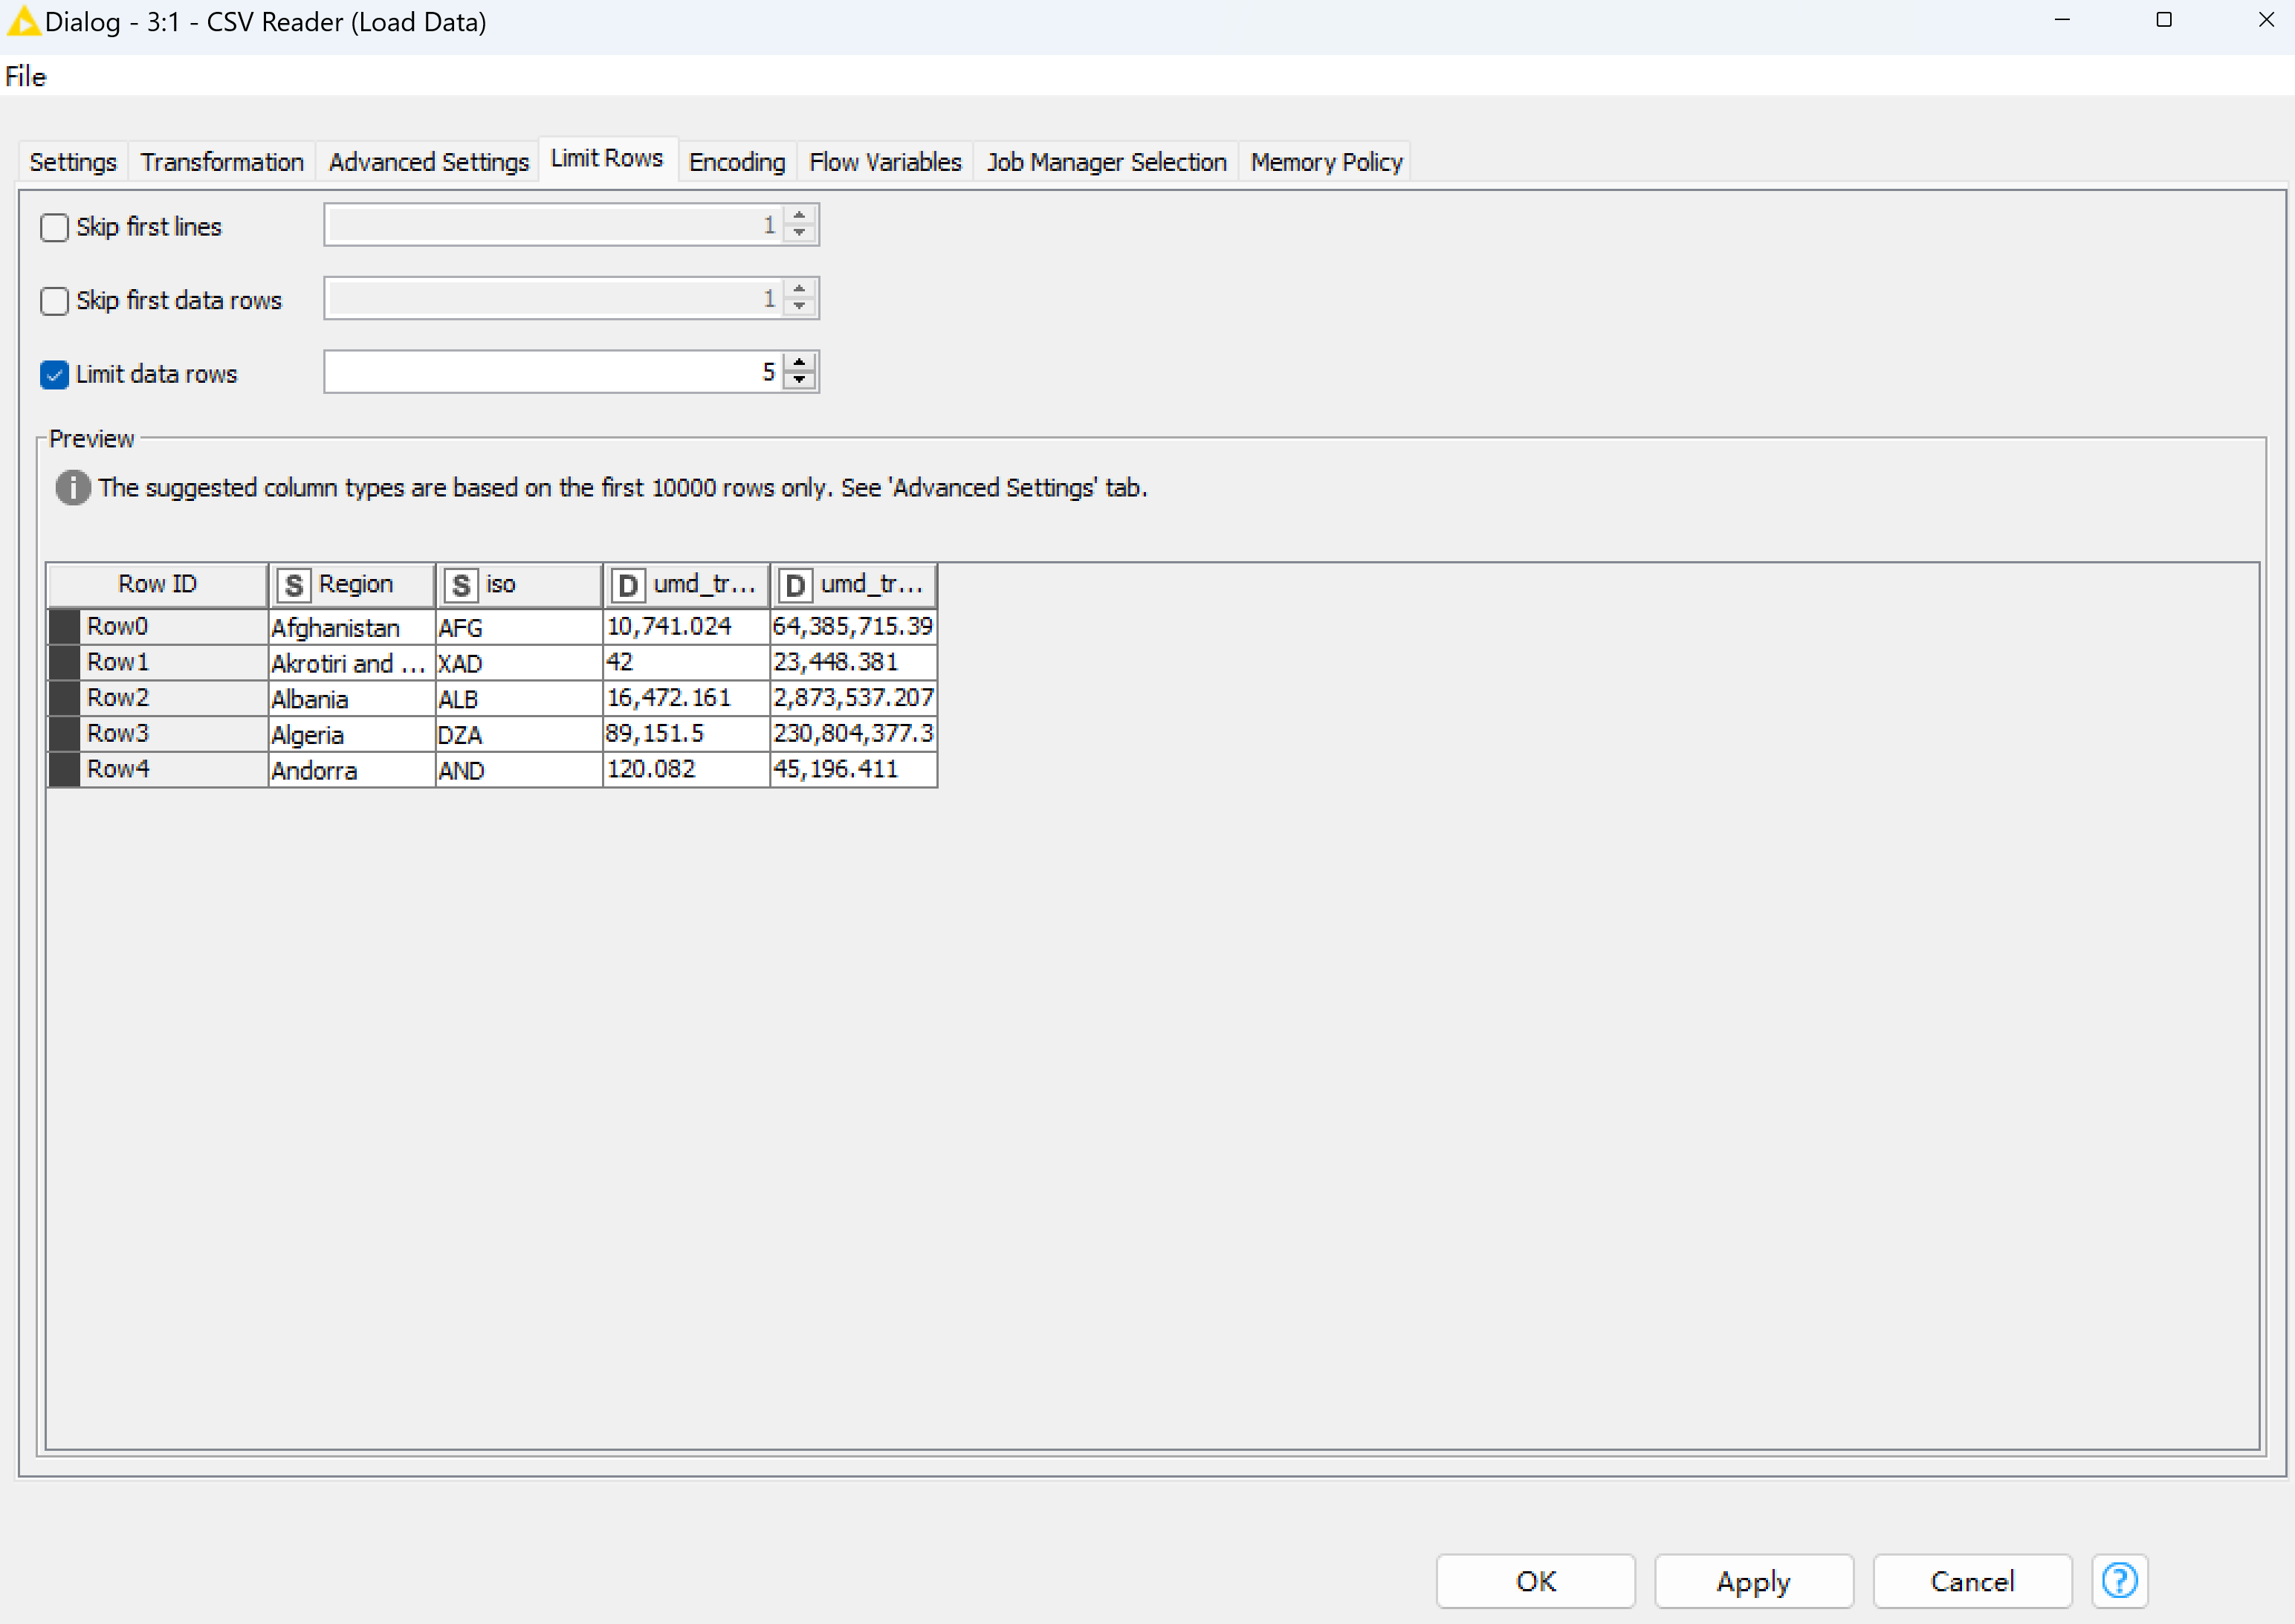 Dialog - 3:1 - CSV Reader (Load Data)
File
Settings Transformation Advanced Settings Limit Rows Encoding Flow Variables Job Manager Selection Memory Policy
Skip first lines 1
Skip first data rows 1
Limit data rows 5
Preview
The suggested column types are based on the first 10000 rows only. See 'Advanced Settings' tab.
Row ID S Region S iso D umd_tr... D umd_tr...
Row0 Afghanistan AFG 10,741.024 64,385,715.39
Row1 Akrotiri and ... XAD 42 23,448.381
Row2 Albania ALB 16,472.161 2,873,537.207
Row3 Algeria DZA 89,151.5 230,804,377.3
Row4 Andorra AND 120.082 45,196.411
OK Apply Cancel ?